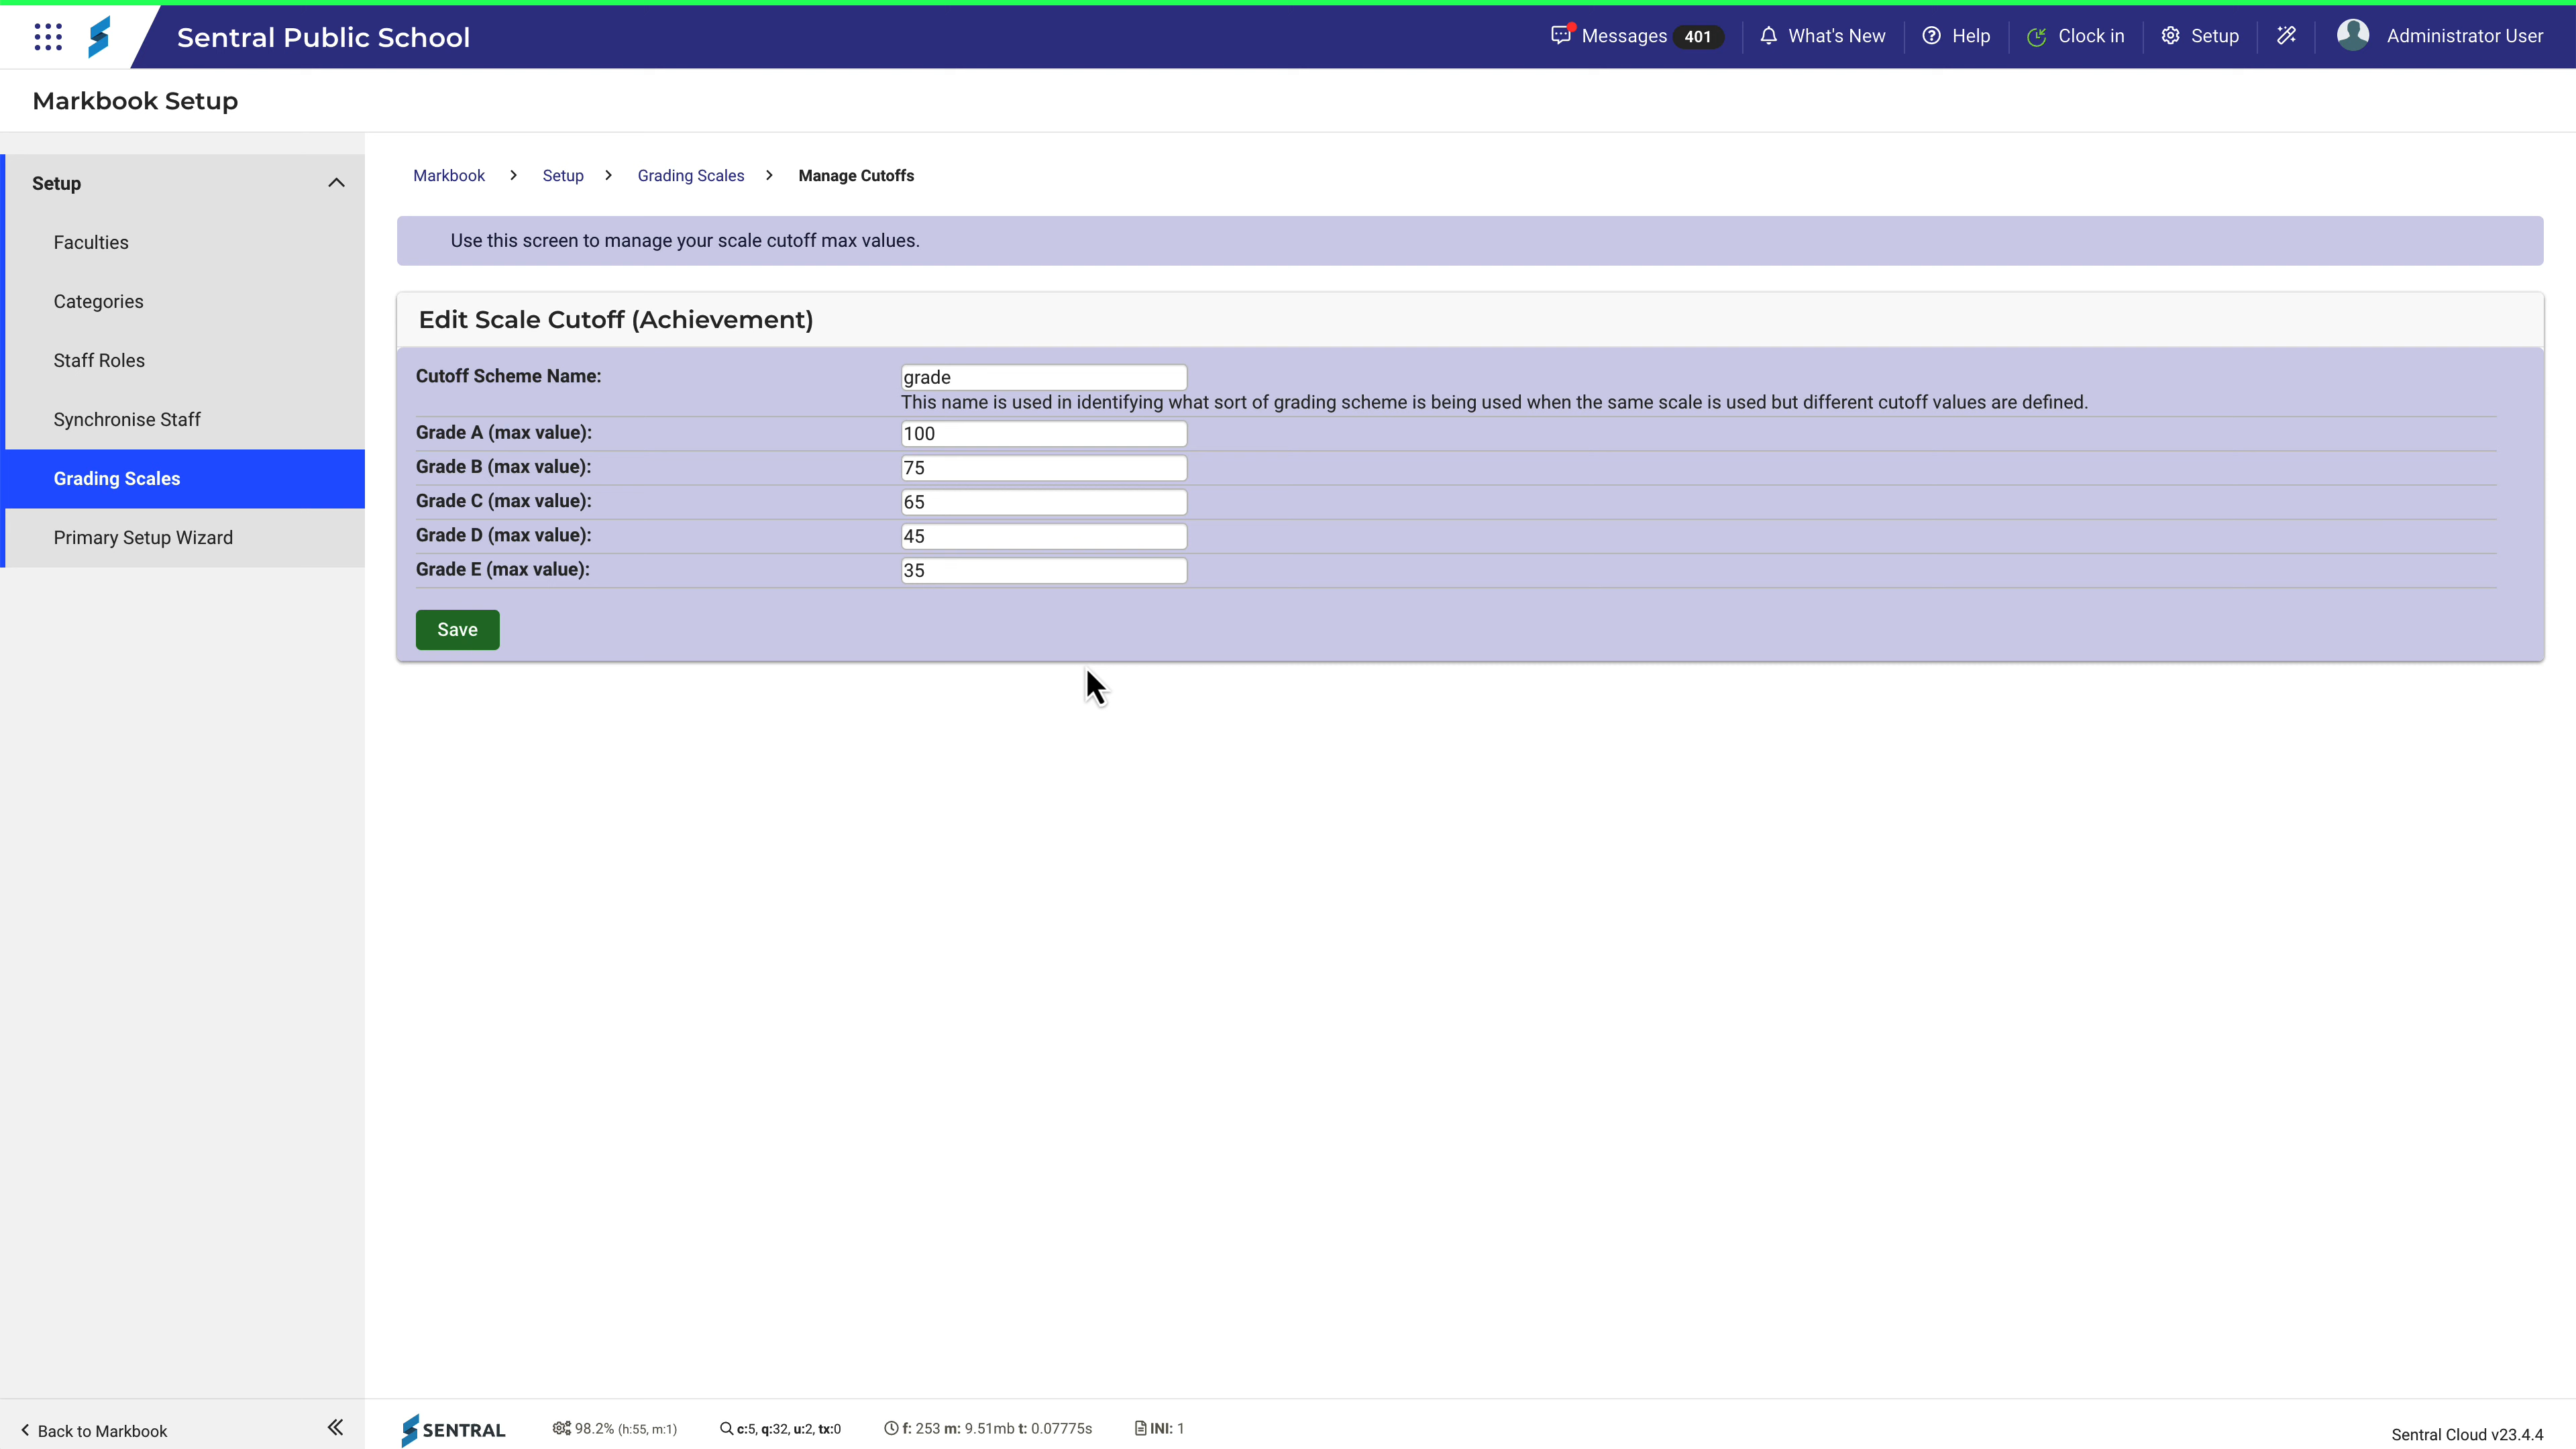 Sentral Public School
Messages 401
What's New
Help
Clock in
Setup
Administrator User
Markbook Setup
Setup
Faculties
Categories
Staff Roles
Synchronise Staff
Grading Scales
Primary Setup Wizard
Markbook > Setup > Grading Scales > Manage Cutoffs
Use this screen to manage your scale cutoff max values.
Edit Scale Cutoff (Achievement)
Cutoff Scheme Name: grade
This name is used in identifying what sort of grading scheme is being used when the same scale is used but different cutoff values are defined.
Grade A (max value): 100
Grade B (max value): 75
Grade C (max value): 65
Grade D (max value): 45
Grade E (max value): 35
Save
Back to Markbook
SENTRAL
98.2% (h:55, m:1)
c:5, q:32, u:2, tx:0
f: 253 m: 9.51mb t: 0.07775s
INI: 1
Sentral Cloud v23.4.4